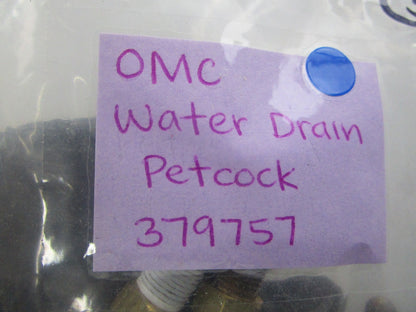 OMC
Water Drain
Petcock
379757